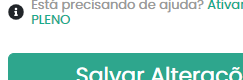 Está precisando de ajuda? Ativar
PLENO
Salvar Alteraçõ